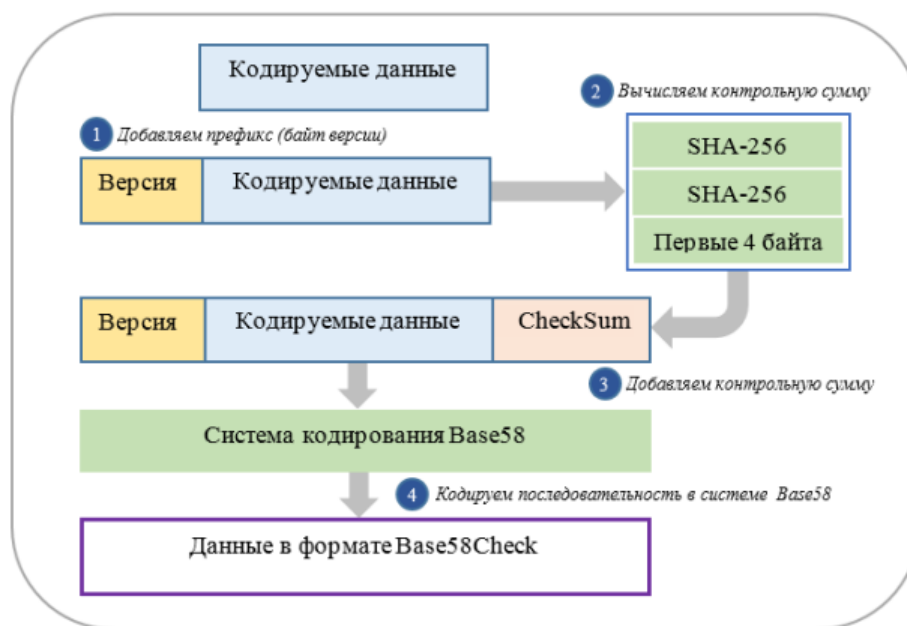 Кодируемые данные
2 Вычисляем контрольную сумму
1 Добавляем префикс (байт версии)
SHA-256
Версия Кодируемые данные
SHA-256
Первые 4 байта
Версия Кодируемые данные CheckSum
3 Добавляем контрольную сумму
Система кодирования Base58
4 Кодируем последовательность в системе Base58
Данные в формате Base58Check